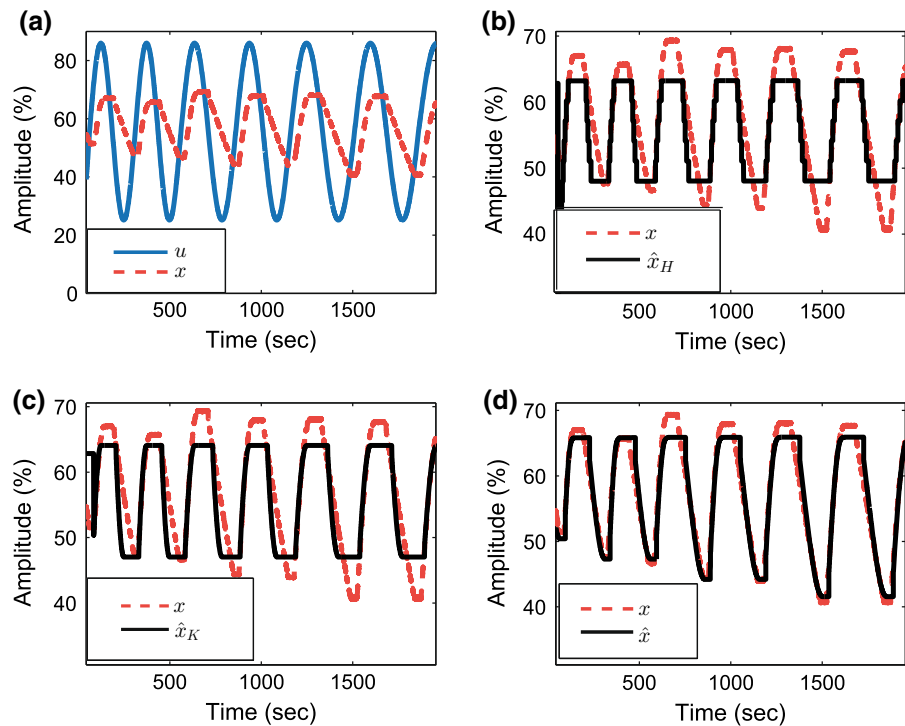 (a)
Amplitude (%)
80
60
40
20
0
u
x
500
1000
1500
Time (sec)
(b)
Amplitude (%)
70
60
50
40
x
x̂_H
500
1000
1500
Time (sec)
(c)
Amplitude (%)
70
60
50
40
x
x̂_K
500
1000
1500
Time (sec)
(d)
Amplitude (%)
70
60
50
40
x
x̂
500
1000
1500
Time (sec)